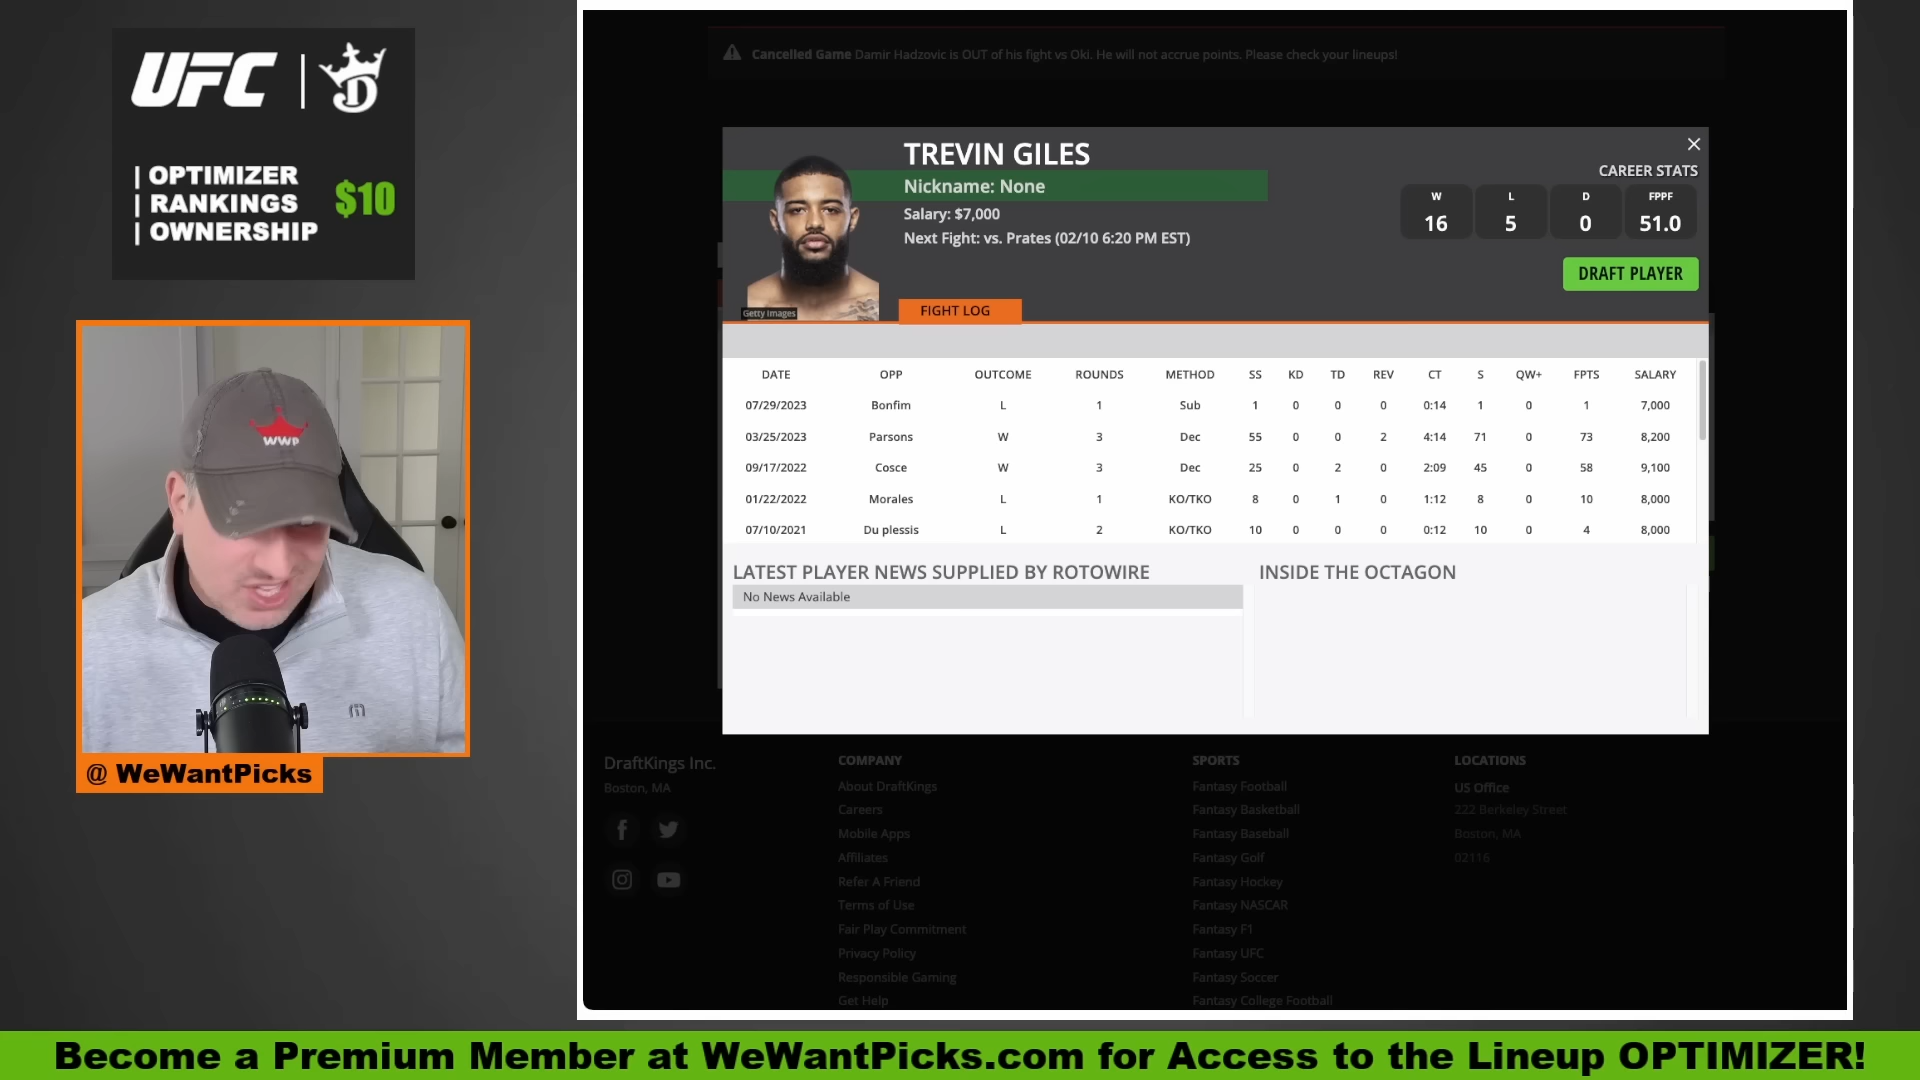 UFC
OPTIMIZER
RANKINGS
OWNERSHIP
$10
WWP
@ WeWantPicks
Cancelled Game Damir Hadzovic is OUT of his fight vs Oki. He will not accrue points. Please check your lineups!
TREVIN GILES
Nickname: None
Salary: $7,000
Next Fight: vs. Prates (02/10 6:20 PM EST)
CAREER STATS
W L D FPPF
16 5 0 51.0
DRAFT PLAYER
Getty Images
FIGHT LOG
DATE OPP OUTCOME ROUNDS METHOD SS KD TD REV CT S QW+ FPTS SALARY
07/29/2023 Bonfim L 1 Sub 1 0 0 0 0:14 1 0 1 7,000
03/25/2023 Parsons W 3 Dec 55 0 0 2 4:14 71 0 73 8,200
09/17/2022 Cosce W 3 Dec 25 0 2 0 2:09 45 0 58 9,100
01/22/2022 Morales L 1 KO/TKO 8 0 1 0 1:12 8 0 10 8,000
07/10/2021 Du plessis L 2 KO/TKO 10 0 0 0 0:12 10 0 4 8,000
LATEST PLAYER NEWS SUPPLIED BY ROTOWIRE
No News Available
INSIDE THE OCTAGON
DraftKings Inc.
Boston, MA
COMPANY
About DraftKings
Careers
Mobile Apps
Affiliates
Refer A Friend
Terms of Use
Fair Play Commitment
Privacy Policy
Responsible Gaming
Get Help
SPORTS
Fantasy Football
Fantasy Basketball
Fantasy Baseball
Fantasy Golf
Fantasy Hockey
Fantasy NASCAR
Fantasy F1
Fantasy UFC
Fantasy Soccer
Fantasy College Football
LOCATIONS
US Office
222 Berkeley Street
Boston, MA
02116
Become a Premium Member at WeWantPicks.com for Access to the Lineup OPTIMIZER!